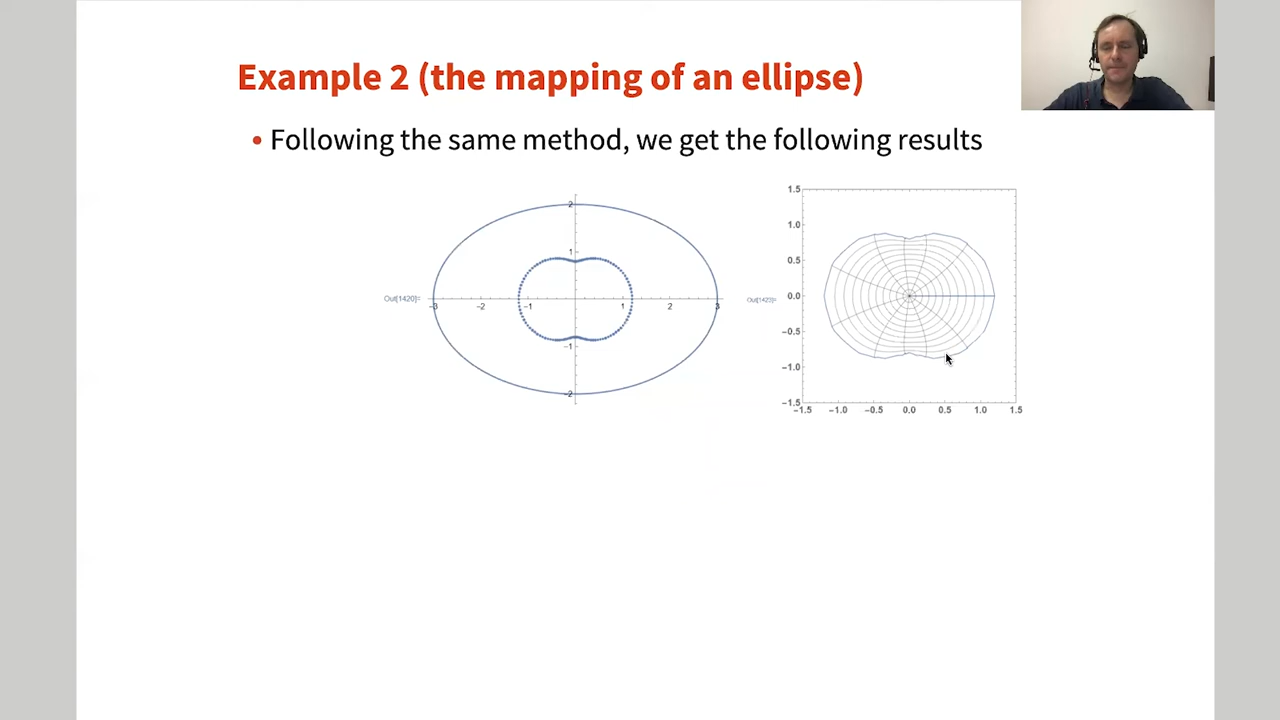 Example 2 (the mapping of an ellipse)
• Following the same method, we get the following results
Out[1420]=
2
1
-3 -2 -1 1 2 3
-1
-2
Out[1423]=
1.5
1.0
0.5
0.0
-0.5
-1.0
-1.5
-1.5 -1.0 -0.5 0.0 0.5 1.0 1.5